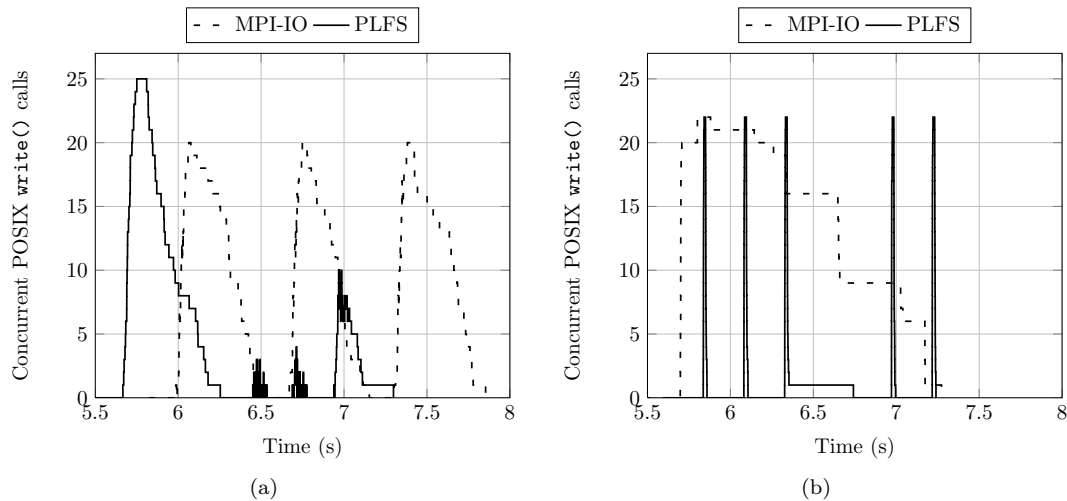 MPI-IO PLFS
25
20
15
10
5
0
5.5 6 6.5 7 7.5 8
Concurrent POSIX write() calls
Time (s)
(a)
MPI-IO PLFS
25
20
15
10
5
0
5.5 6 6.5 7 7.5 8
Concurrent POSIX write() calls
Time (s)
(b)